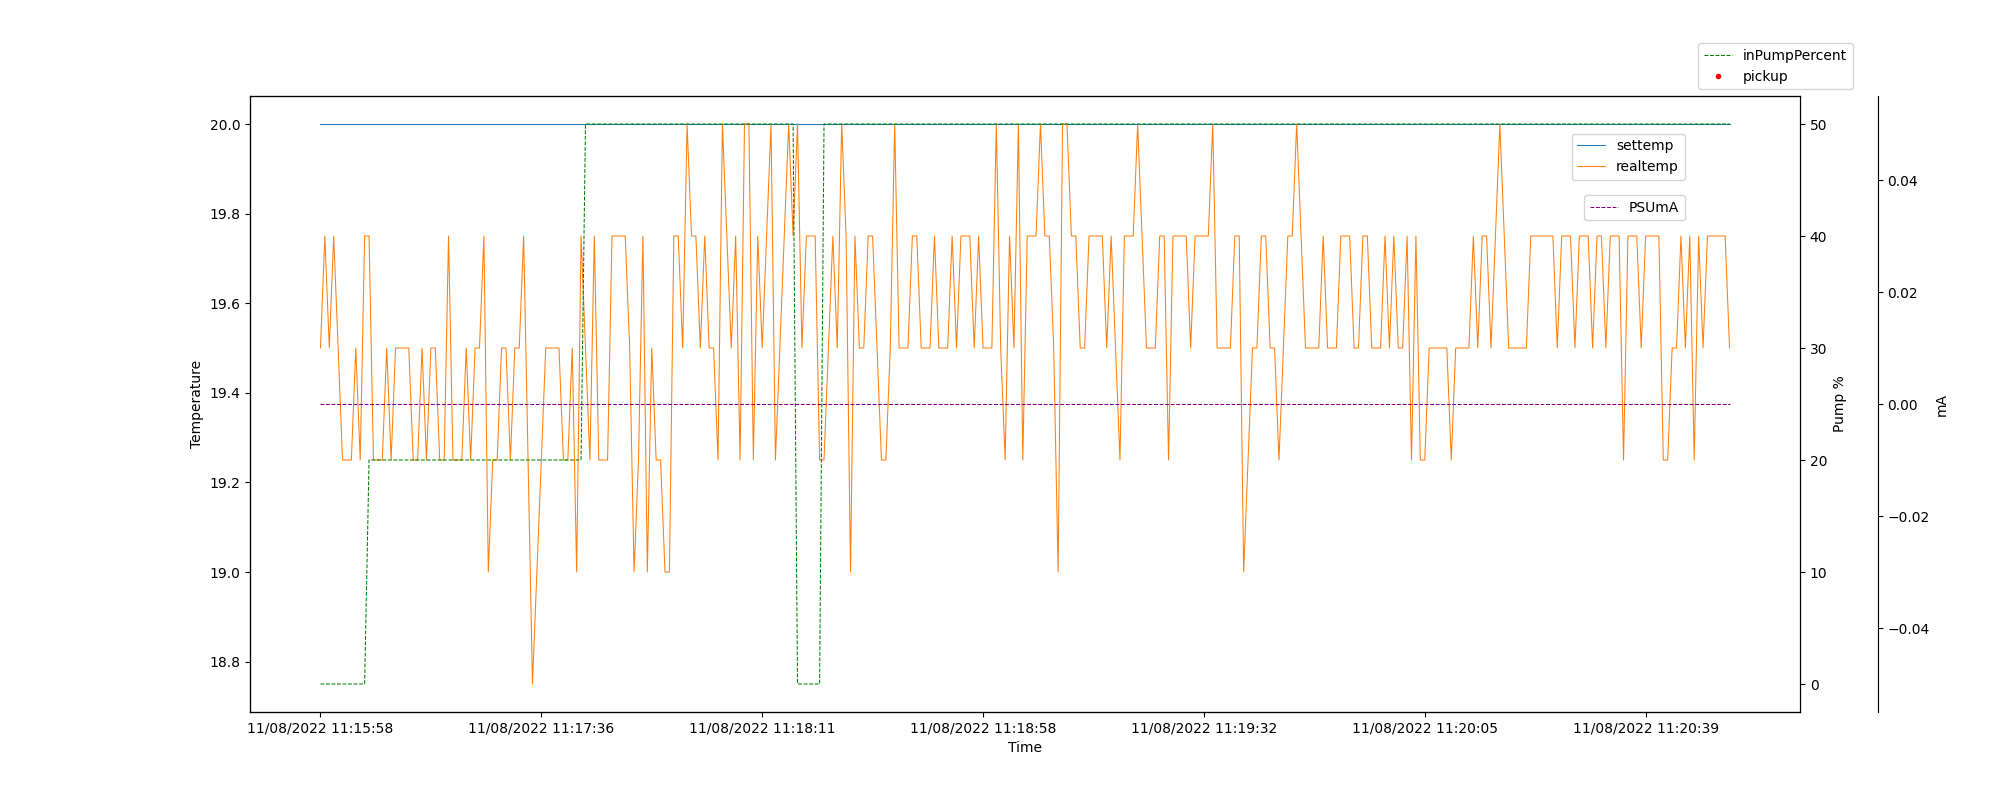 inPumpPercent
pickup
settemp
realtemp
PSUmA
Temperature
20.0
19.8
19.6
19.4
19.2
19.0
18.8
50
40
30
20
10
0
Pump %
0.04
0.02
0.00
−0.02
−0.04
mA
11/08/2022 11:15:58
11/08/2022 11:17:36
11/08/2022 11:18:11
11/08/2022 11:18:58
11/08/2022 11:19:32
11/08/2022 11:20:05
11/08/2022 11:20:39
Time